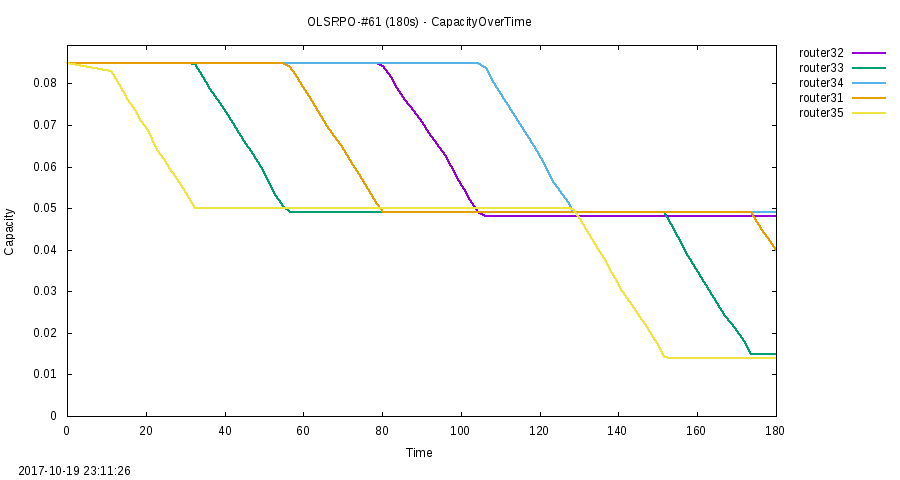 OLSRPO-#61 (180s) - CapacityOverTime
router32
router33
router34
router31
router35
Capacity
0.08
0.07
0.06
0.05
0.04
0.03
0.02
0.01
0
0 20 40 60 80 100 120 140 160 180
Time
2017-10-19 23:11:26